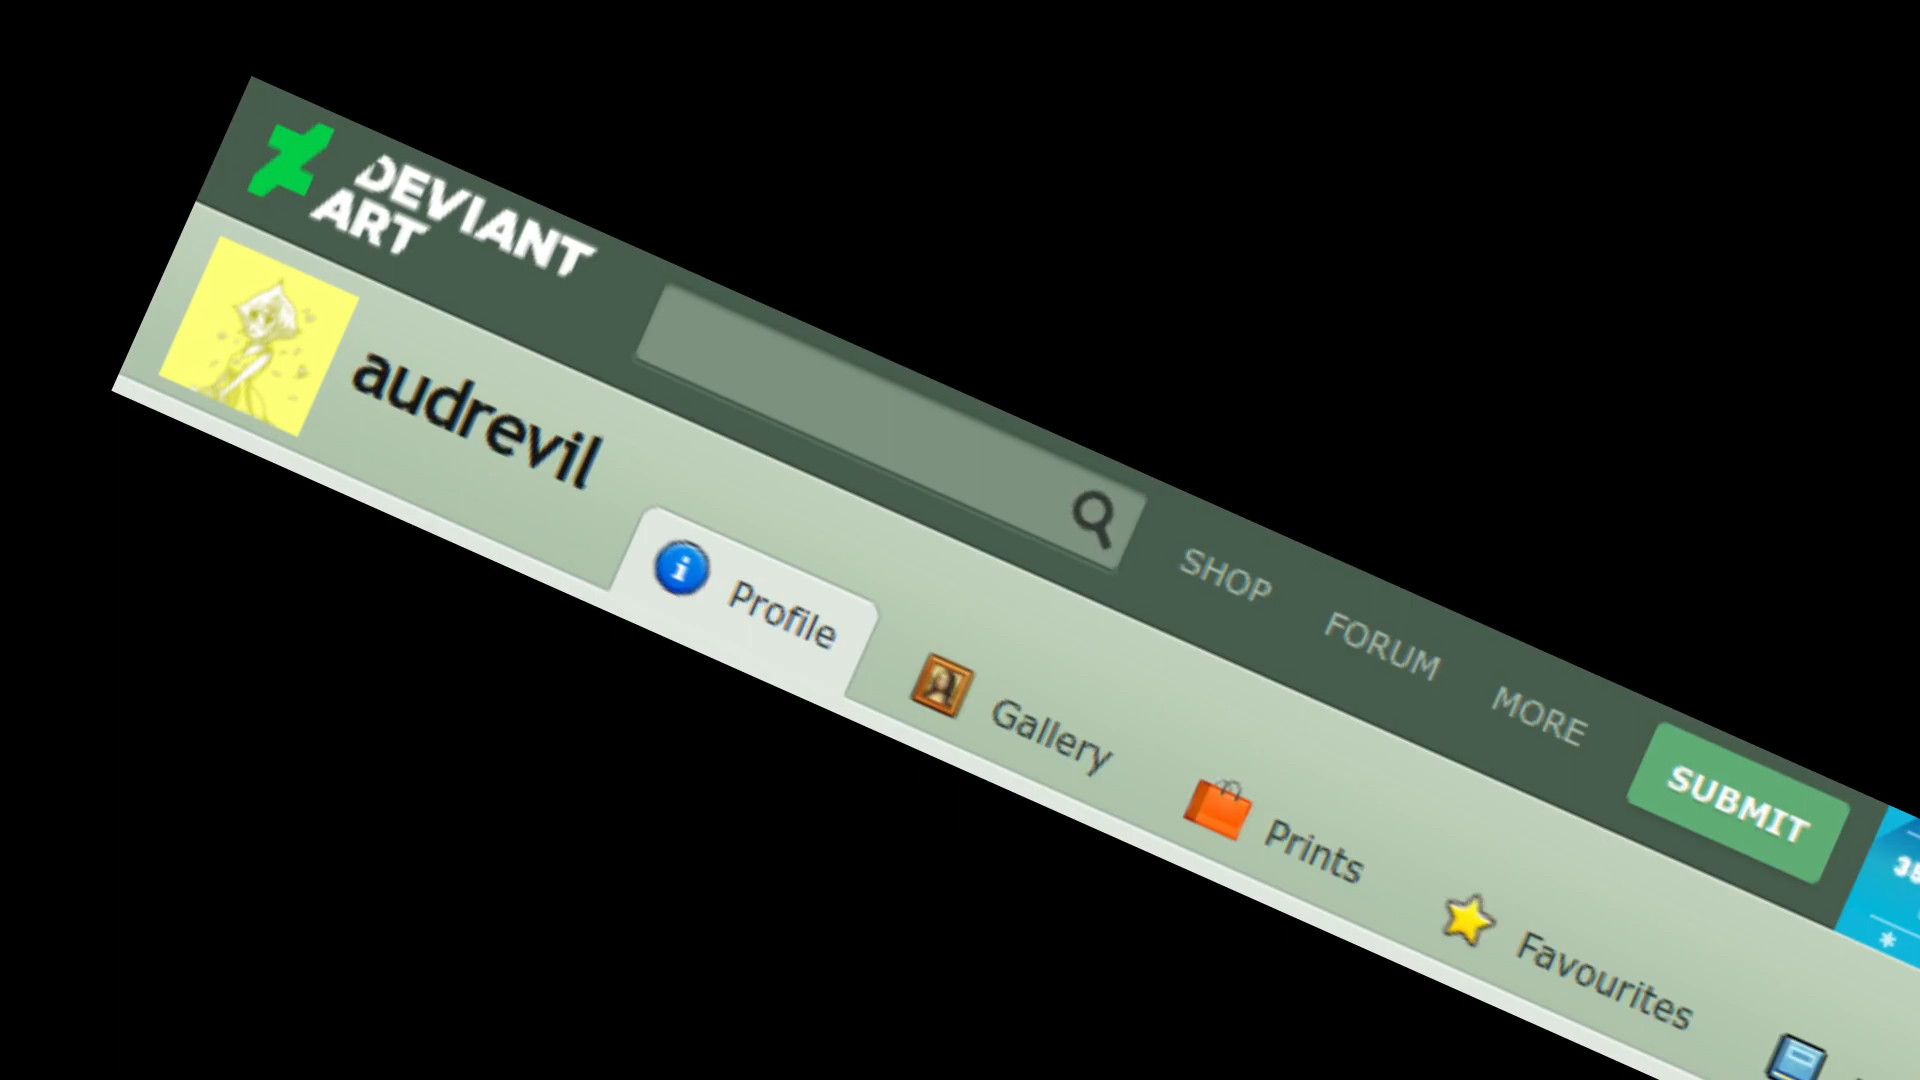 DEVIANT
ART
SHOP FORUM MORE SUBMIT
audrevil
Profile Gallery Prints Favourites